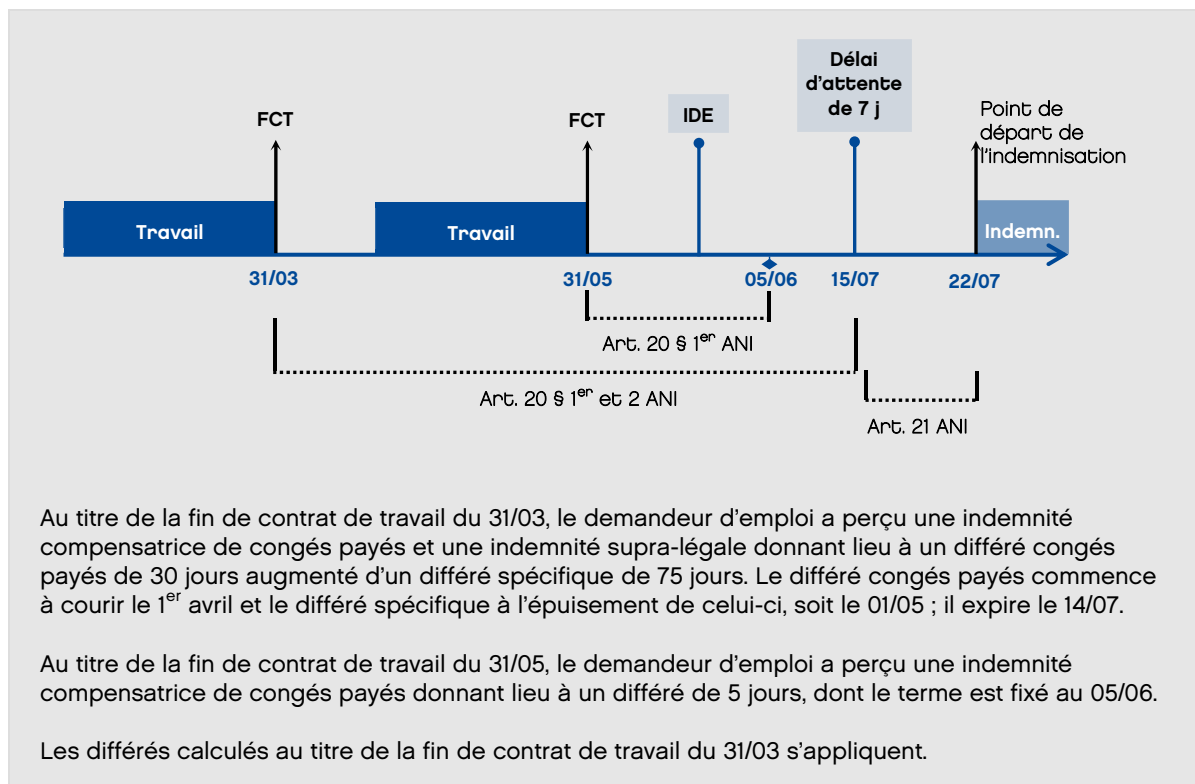 Délai
d'attente
de 7 j
FCT
FCT
IDE
Point de
départ de
l'indemnisation
Travail
Travail
Indemn.
31/03
31/05
05/06
15/07
22/07
Art. 20 § 1er ANI
Art. 20 § 1er et 2 ANI
Art. 21 ANI
Au titre de la fin de contrat de travail du 31/03, le demandeur d'emploi a perçu une indemnité
compensatrice de congés payés et une indemnité supra-légale donnant lieu à un différé congés
payés de 30 jours augmenté d'un différé spécifique de 75 jours. Le différé congés payés commence
à courir le 1er avril et le différé spécifique à l'épuisement de celui-ci, soit le 01/05 ; il expire le 14/07.
Au titre de la fin de contrat de travail du 31/05, le demandeur d'emploi a perçu une indemnité
compensatrice de congés payés donnant lieu à un différé de 5 jours, dont le terme est fixé au 05/06.
Les différés calculés au titre de la fin de contrat de travail du 31/03 s'appliquent.